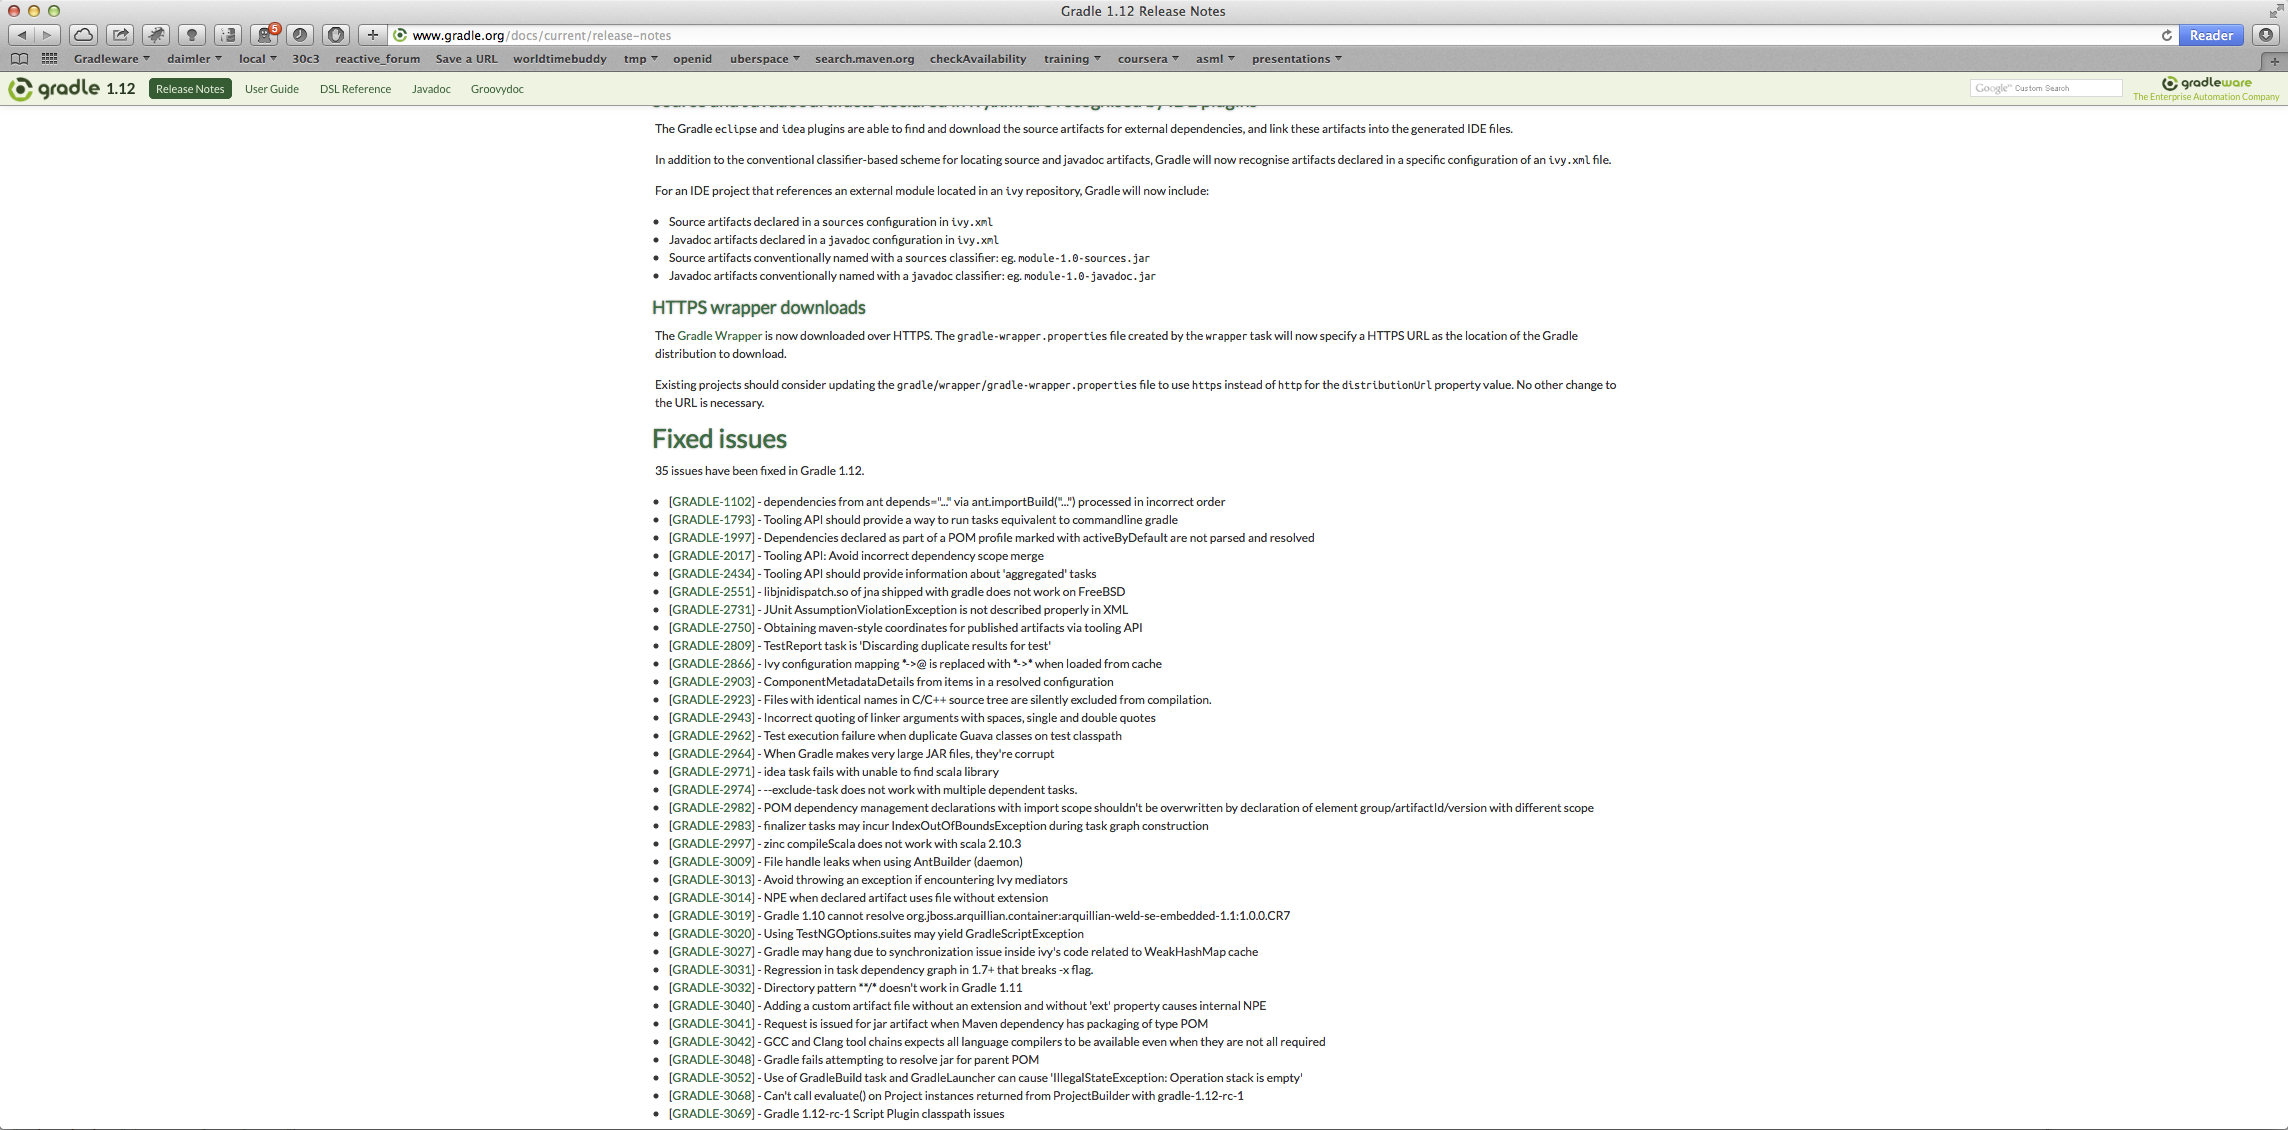 Gradle 1.12 Release Notes
5
www.gradle.org/docs/current/release-notes
Reader
Gradleware daimler local 30c3 reactive_forum Save a URL worldtimebuddy tmp openid uberspace search.maven.org checkAvailability training coursera asml presentations
gradle 1.12 Release Notes User Guide DSL Reference Javadoc Groovydoc
Google™ Custom Search
gradleware
The Enterprise Automation Company
Source and Javadoc artifacts declared in ivy.xml are recognised by IDE plugins
The Gradle eclipse and idea plugins are able to find and download the source artifacts for external dependencies, and link these artifacts into the generated IDE files.
In addition to the conventional classifier-based scheme for locating source and javadoc artifacts, Gradle will now recognise artifacts declared in a specific configuration of an ivy.xml file.
For an IDE project that references an external module located in an ivy repository, Gradle will now include:
• Source artifacts declared in a sources configuration in ivy.xml
• Javadoc artifacts declared in a javadoc configuration in ivy.xml
• Source artifacts conventionally named with a sources classifier: eg. module-1.0-sources.jar
• Javadoc artifacts conventionally named with a javadoc classifier: eg. module-1.0-javadoc.jar
HTTPS wrapper downloads
The Gradle Wrapper is now downloaded over HTTPS. The gradle-wrapper.properties file created by the wrapper task will now specify a HTTPS URL as the location of the Gradle
distribution to download.
Existing projects should consider updating the gradle/wrapper/gradle-wrapper.properties file to use https instead of http for the distributionUrl property value. No other change to
the URL is necessary.
Fixed issues
35 issues have been fixed in Gradle 1.12.
• [GRADLE-1102] - dependencies from ant depends="..." via ant.importBuild("...") processed in incorrect order
• [GRADLE-1793] - Tooling API should provide a way to run tasks equivalent to commandline gradle
• [GRADLE-1997] - Dependencies declared as part of a POM profile marked with activeByDefault are not parsed and resolved
• [GRADLE-2017] - Tooling API: Avoid incorrect dependency scope merge
• [GRADLE-2434] - Tooling API should provide information about 'aggregated' tasks
• [GRADLE-2551] - libjnidispatch.so of jna shipped with gradle does not work on FreeBSD
• [GRADLE-2731] - JUnit AssumptionViolationException is not described properly in XML
• [GRADLE-2750] - Obtaining maven-style coordinates for published artifacts via tooling API
• [GRADLE-2809] - TestReport task is 'Discarding duplicate results for test'
• [GRADLE-2866] - Ivy configuration mapping *->@ is replaced with *->* when loaded from cache
• [GRADLE-2903] - ComponentMetadataDetails from items in a resolved configuration
• [GRADLE-2923] - Files with identical names in C/C++ source tree are silently excluded from compilation.
• [GRADLE-2943] - Incorrect quoting of linker arguments with spaces, single and double quotes
• [GRADLE-2962] - Test execution failure when duplicate Guava classes on test classpath
• [GRADLE-2964] - When Gradle makes very large JAR files, they're corrupt
• [GRADLE-2971] - idea task fails with unable to find scala library
• [GRADLE-2974] - --exclude-task does not work with multiple dependent tasks.
• [GRADLE-2982] - POM dependency management declarations with import scope shouldn't be overwritten by declaration of element group/artifactId/version with different scope
• [GRADLE-2983] - finalizer tasks may incur IndexOutOfBoundsException during task graph construction
• [GRADLE-2997] - zinc compileScala does not work with scala 2.10.3
• [GRADLE-3009] - File handle leaks when using AntBuilder (daemon)
• [GRADLE-3013] - Avoid throwing an exception if encountering Ivy mediators
• [GRADLE-3014] - NPE when declared artifact uses file without extension
• [GRADLE-3019] - Gradle 1.10 cannot resolve org.jboss.arquillian.container:arquillian-weld-se-embedded-1.1:1.0.0.CR7
• [GRADLE-3020] - Using TestNGOptions.suites may yield GradleScriptException
• [GRADLE-3027] - Gradle may hang due to synchronization issue inside ivy's code related to WeakHashMap cache
• [GRADLE-3031] - Regression in task dependency graph in 1.7+ that breaks -x flag.
• [GRADLE-3032] - Directory pattern **/* doesn't work in Gradle 1.11
• [GRADLE-3040] - Adding a custom artifact file without an extension and without 'ext' property causes internal NPE
• [GRADLE-3041] - Request is issued for jar artifact when Maven dependency has packaging of type POM
• [GRADLE-3042] - GCC and Clang tool chains expects all language compilers to be available even when they are not all required
• [GRADLE-3048] - Gradle fails attempting to resolve jar for parent POM
• [GRADLE-3052] - Use of GradleBuild task and GradleLauncher can cause 'IllegalStateException: Operation stack is empty'
• [GRADLE-3068] - Can't call evaluate() on Project instances returned from ProjectBuilder with gradle-1.12-rc-1
• [GRADLE-3069] - Gradle 1.12-rc-1 Script Plugin classpath issues